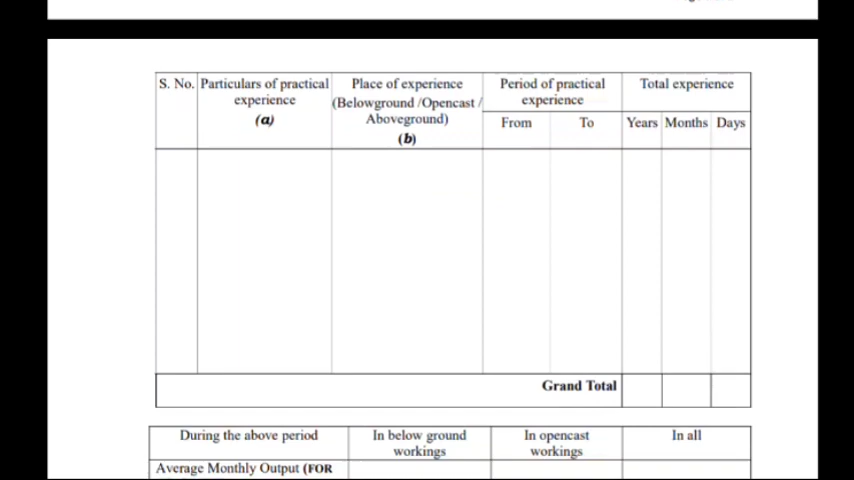 S. No. Particulars of practical experience (a) Place of experience (Belowground /Opencast / Aboveground) (b) Period of practical experience Total experience
From To Years Months Days
Grand Total
During the above period In below ground workings In opencast workings In all
Average Monthly Output (FOR